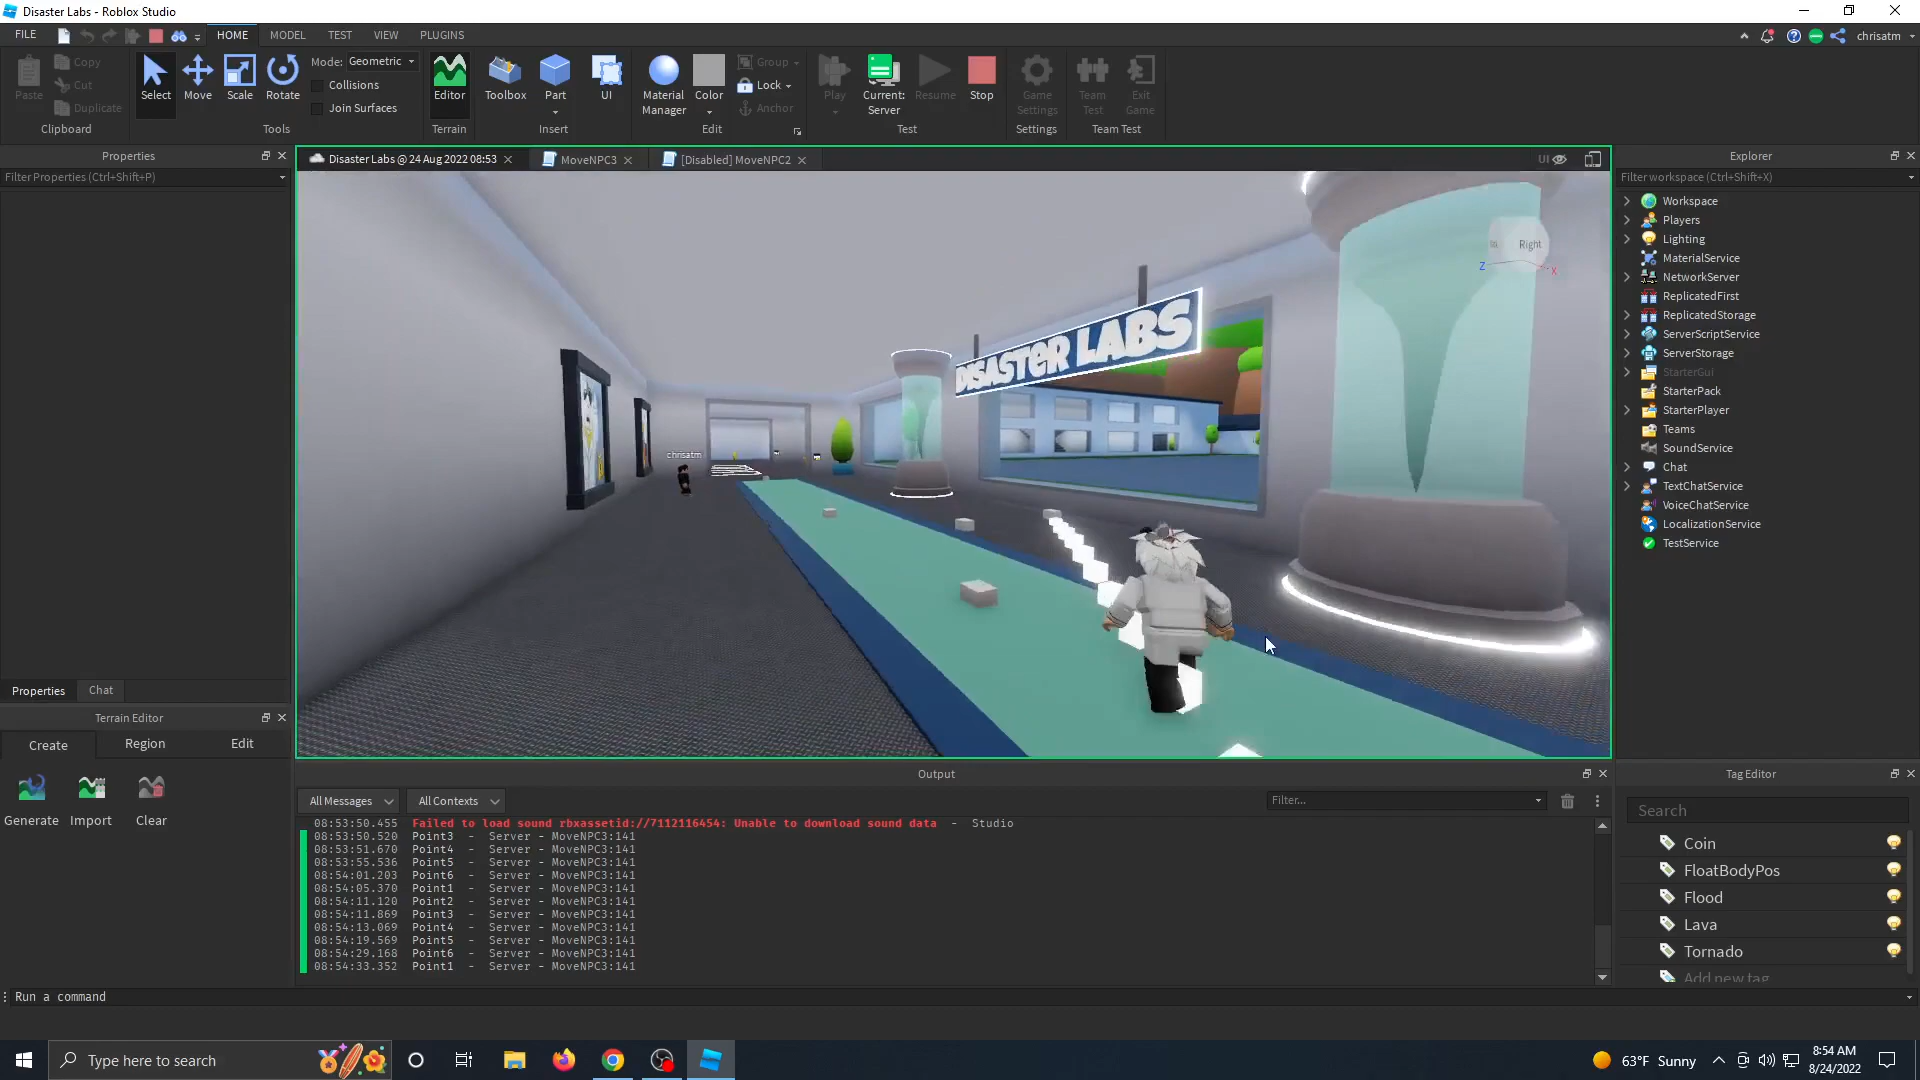 Disaster Labs - Roblox Studio
FILE
HOME
MODEL
TEST
VIEW
PLUGINS
chrisatm
Paste
Copy
Cut
Duplicate
Clipboard
Select
Move
Scale
Rotate
Mode: Geometric
Collisions
Join Surfaces
Tools
Editor
Terrain
Toolbox
Part
UI
Insert
Material Manager
Color
Group
Lock
Anchor
Edit
Play
Current: Server
Resume
Stop
Test
Game Settings
Settings
Team Test
Exit Game
Team Test
Properties
Filter Properties (Ctrl+Shift+P)
Properties
Chat
Terrain Editor
Create
Region
Edit
Generate
Import
Clear
Disaster Labs @ 24 Aug 2022 08:53
MoveNPC3
[Disabled] MoveNPC2
UI
Right
Z
X
DISASTER LABS
chrisatm
Output
All Messages
All Contexts
Filter...
08:53:50.455 Failed to load sound rbxassetid://7112116454: Unable to download sound data - Studio
08:53:50.520 Point3 - Server - MoveNPC3:141
08:53:51.670 Point4 - Server - MoveNPC3:141
08:53:55.536 Point5 - Server - MoveNPC3:141
08:54:01.203 Point6 - Server - MoveNPC3:141
08:54:05.370 Point1 - Server - MoveNPC3:141
08:54:11.120 Point2 - Server - MoveNPC3:141
08:54:11.869 Point3 - Server - MoveNPC3:141
08:54:13.069 Point4 - Server - MoveNPC3:141
08:54:19.569 Point5 - Server - MoveNPC3:141
08:54:29.168 Point6 - Server - MoveNPC3:141
08:54:33.352 Point1 - Server - MoveNPC3:141
Explorer
Filter workspace (Ctrl+Shift+X)
Workspace
Players
Lighting
MaterialService
NetworkServer
ReplicatedFirst
ReplicatedStorage
ServerScriptService
ServerStorage
StarterGui
StarterPack
StarterPlayer
Teams
SoundService
Chat
TextChatService
VoiceChatService
LocalizationService
TestService
Tag Editor
Search
Coin
FloatBodyPos
Flood
Lava
Tornado
Add new tag
Run a command
Type here to search
63°F Sunny
8:54 AM
8/24/2022